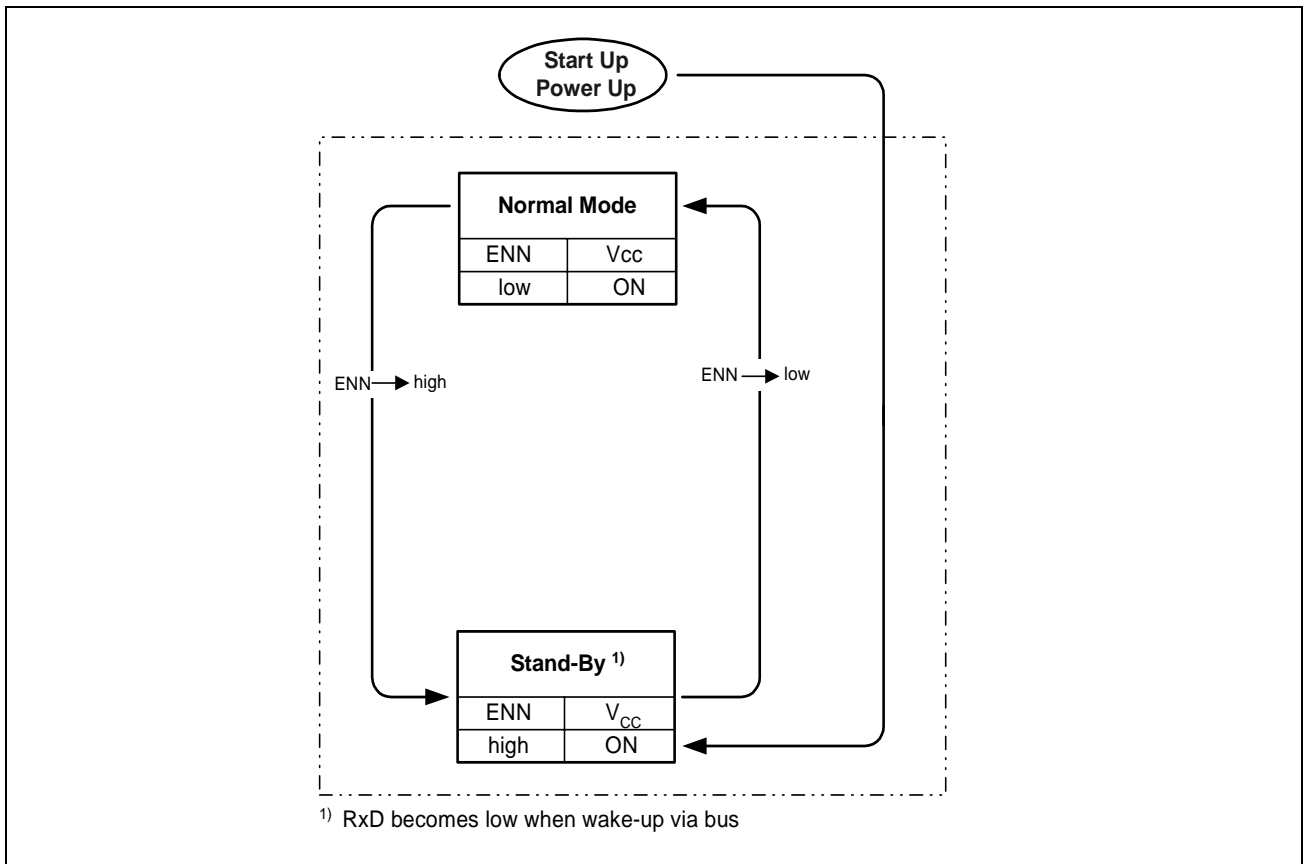 Start Up
Power Up
Normal Mode
ENN Vcc
low ON
ENN → high
ENN → low
Stand-By 1)
ENN VCC
high ON
1) RxD becomes low when wake-up via bus